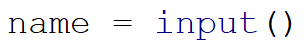 name = input()